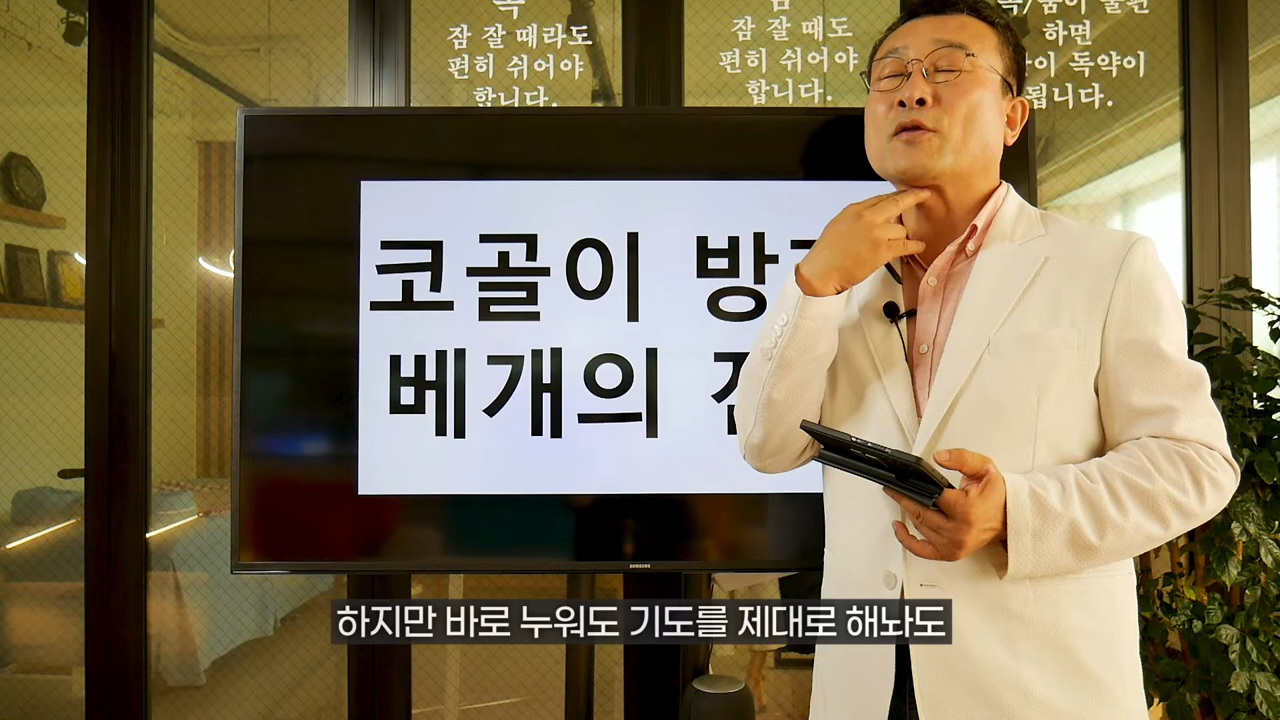 잠 잘 때라도
편히 쉬어야
합니다.
잠 잘 때도
편히 쉬어야
합니다.
하면
독약이
됩니다.
코골이
베개의
SAMSUNG
하지만 바로 누워도 기도를 제대로 해놔도